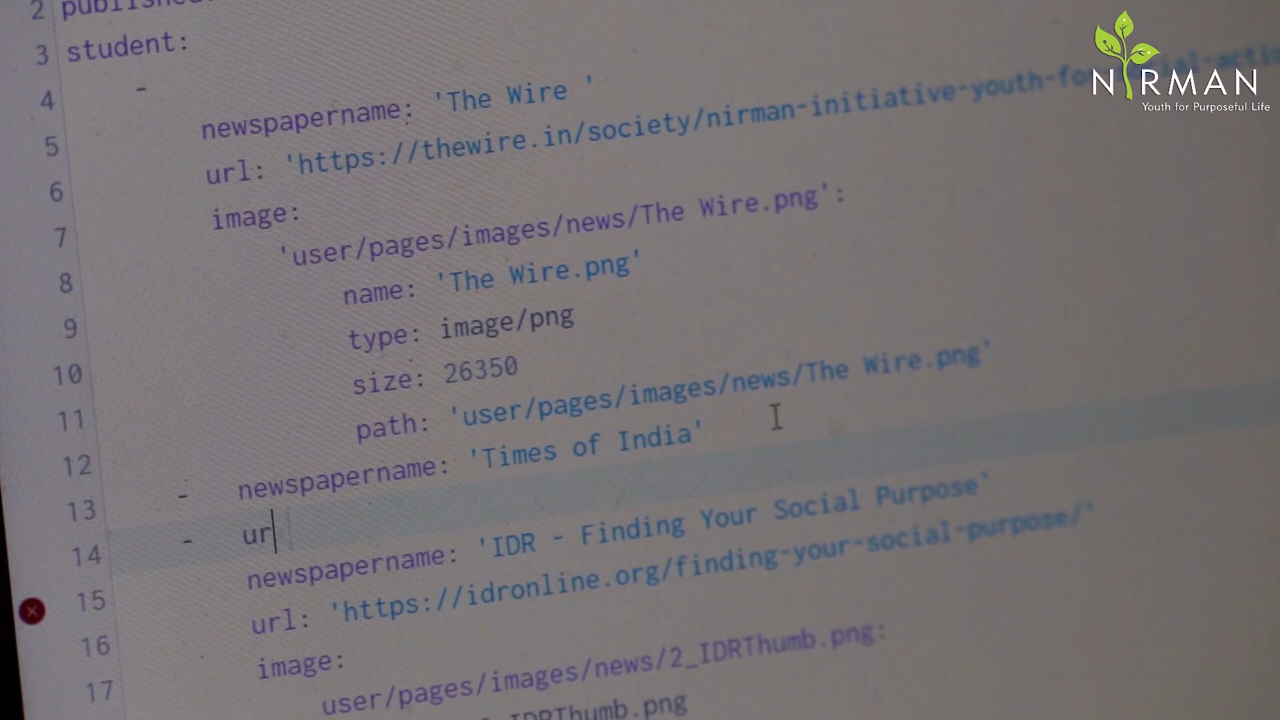 2 published:
3 student:
4 -
5 newspapername: 'The Wire '
6 url: 'https://thewire.in/society/nirman-initiative-youth-for-social-action
7 image:
8 'user/pages/images/news/The Wire.png':
9 name: 'The Wire.png'
10 type: image/png
11 size: 26350
12 path: 'user/pages/images/news/The Wire.png'
13 - newspapername: 'Times of India'
14 - ur
15 newspapername: 'IDR - Finding Your Social Purpose'
16 url: 'https://idronline.org/finding-your-social-purpose/'
17 image:
user/pages/images/news/2_IDRThumb.png:
IDRThumb.png
NIRMAN
Youth for Purposeful Life